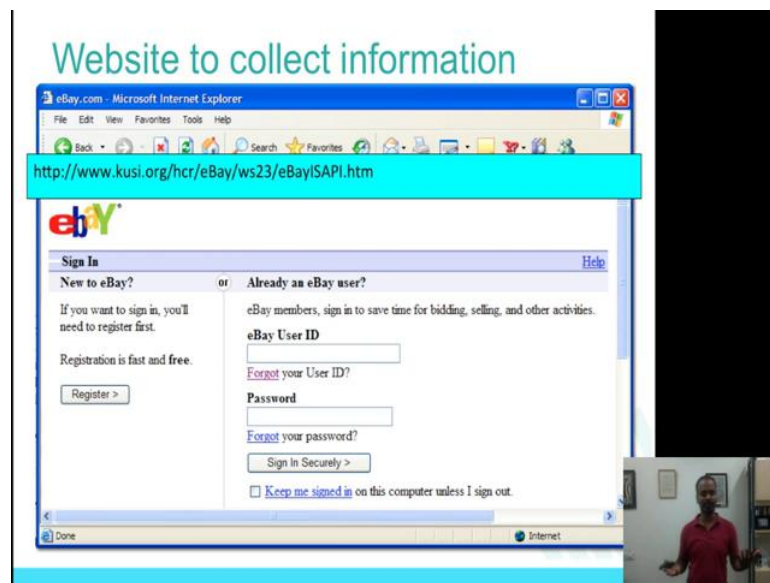 Website to collect information
eBay.com - Microsoft Internet Explorer
File Edit View Favorites Tools Help
Back Search Favorites
http://www.kusi.org/hcr/eBay/ws23/eBayISAPI.htm
ebY
Sign In Help
New to eBay? or Already an eBay user?
If you want to sign in, you'll
need to register first.
Registration is fast and free.
Register >
eBay members, sign in to save time for bidding, selling, and other activities.
eBay User ID
Forgot your User ID?
Password
Forgot your password?
Sign In Securely >
Keep me signed in on this computer unless I sign out.
Done Internet